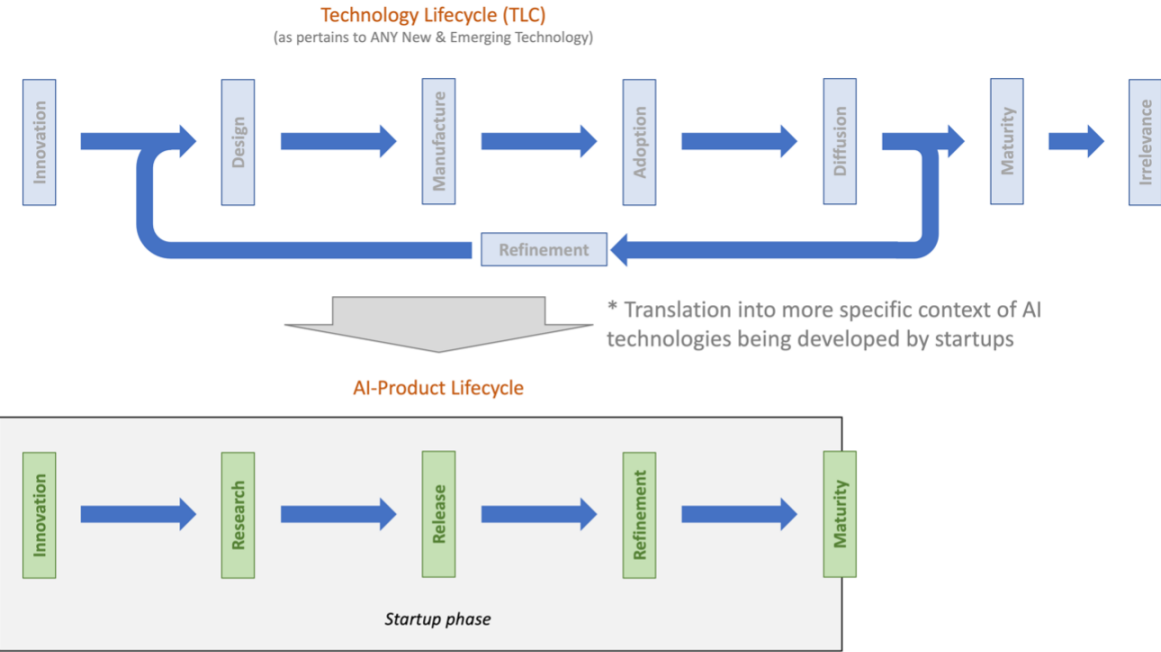 Technology Lifecycle (TLC)
(as pertains to ANY New & Emerging Technology)
Innovation
Design
Manufacture
Adoption
Diffusion
Maturity
Irrelevance
Refinement
* Translation into more specific context of AI
technologies being developed by startups
AI-Product Lifecycle
Innovation
Research
Release
Refinement
Maturity
Startup phase